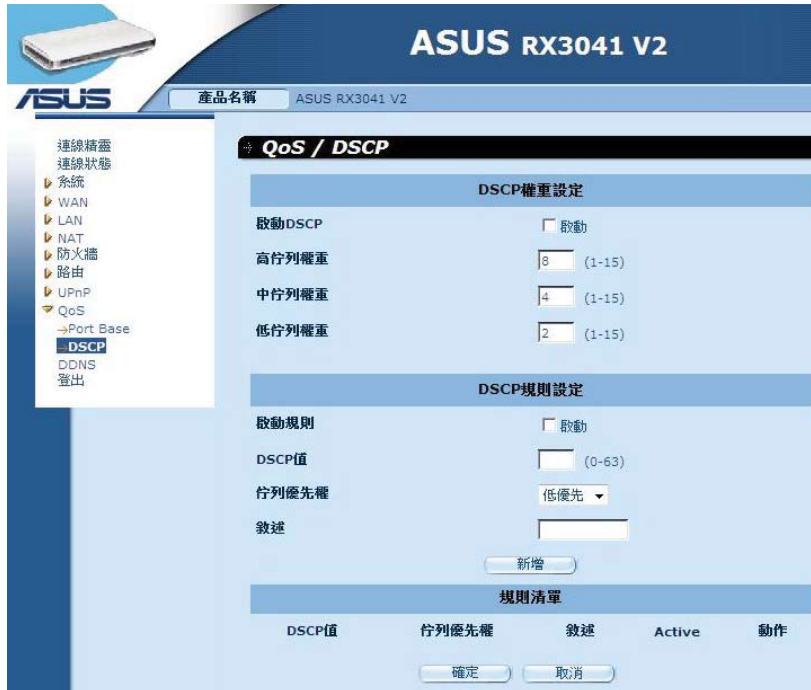 ASUS RX3041 V2
ASUS
產品名稱 ASUS RX3041 V2
連線精靈
連線狀態
系統
WAN
LAN
NAT
防火牆
路由
UPnP
QoS
→Port Base
→DSCP
DDNS
登出
QoS / DSCP
DSCP權重設定
啟動DSCP 啟動
高佇列權重 8 (1-15)
中佇列權重 4 (1-15)
低佇列權重 2 (1-15)
DSCP規則設定
啟動規則 啟動
DSCP值 (0-63)
佇列優先權 低優先
敘述
新增
規則清單
DSCP值 佇列優先權 敘述 Active 動作
確定 取消